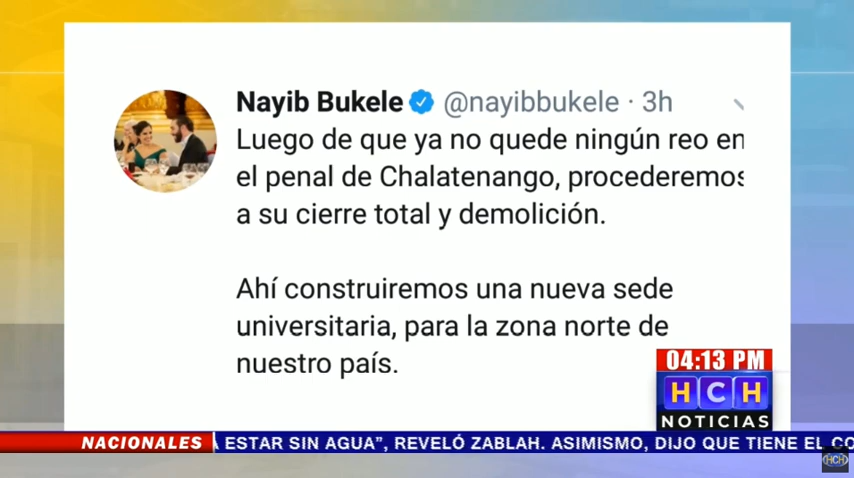 Nayib Bukele @nayibbukele · 3h
Luego de que ya no quede ningún reo en
el penal de Chalatenango, procederemos
a su cierre total y demolición.
Ahí construiremos una nueva sede
universitaria, para la zona norte de
nuestro país.
04:13 PM
HCH
NOTICIAS
NACIONALES A ESTAR SIN AGUA”, REVELÓ ZABLAH. ASIMISMO, DIJO QUE TIENE EL CO
HCH